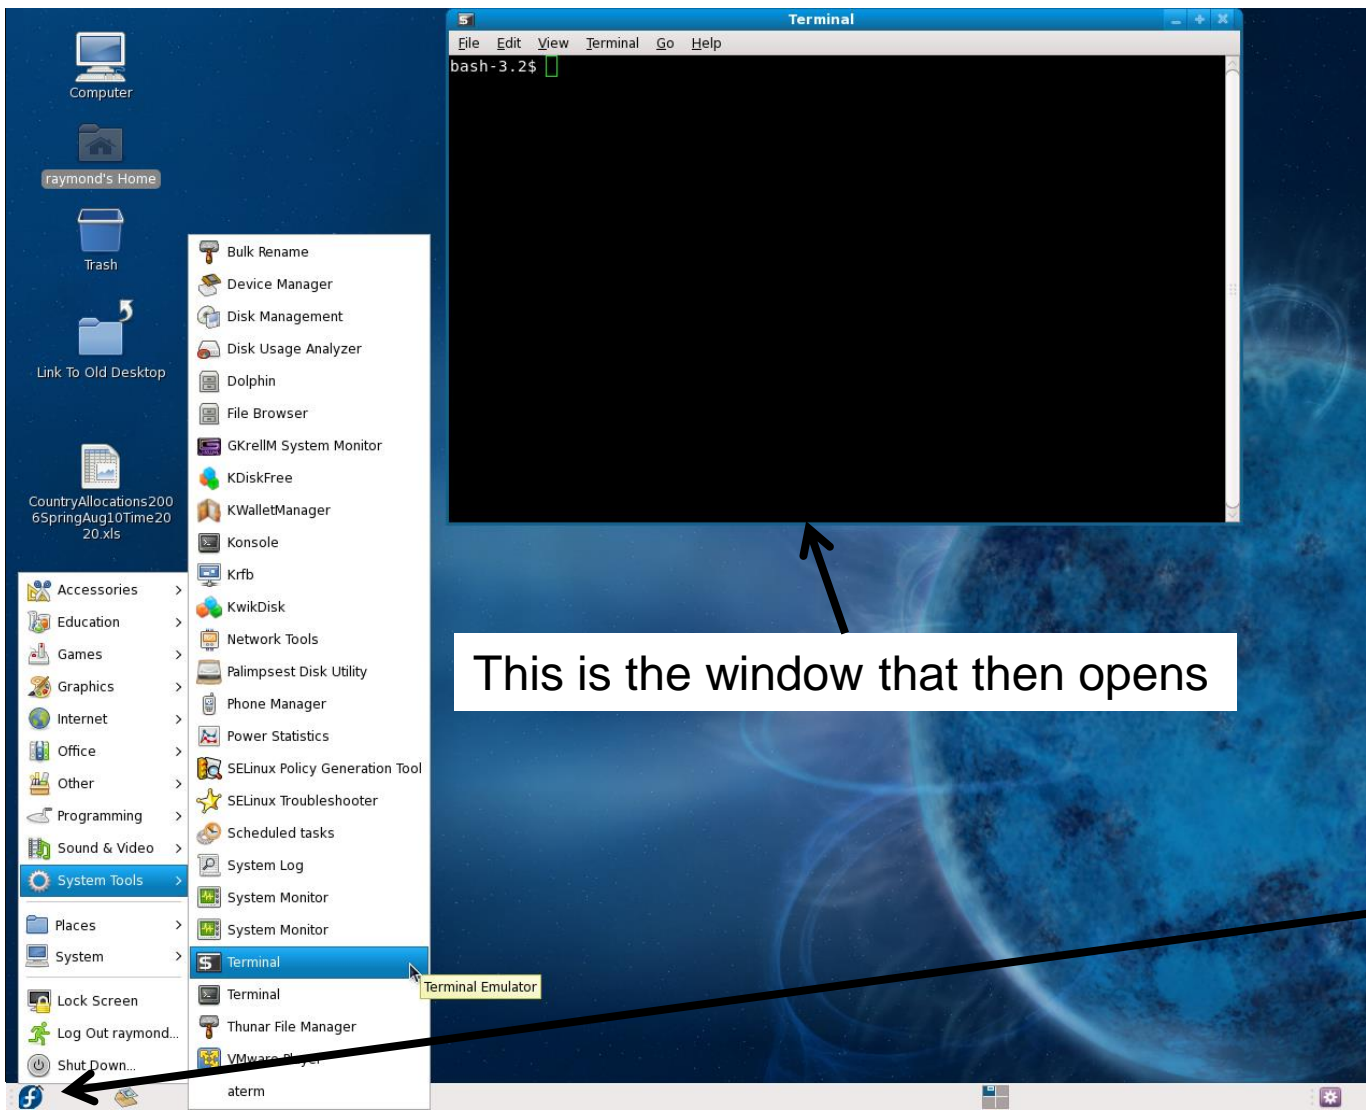 Terminal
File Edit View Terminal Go Help
bash-3.2$
Computer
raymond's Home
Trash
Link To Old Desktop
CountryAllocations200
6SpringAug10Time20
20.xls
Bulk Rename
Device Manager
Disk Management
Disk Usage Analyzer
Dolphin
File Browser
GKrellM System Monitor
KDiskFree
KWalletManager
Konsole
Krfb
KwikDisk
Network Tools
Palimpsest Disk Utility
Phone Manager
Power Statistics
SELinux Policy Generation Tool
SELinux Troubleshooter
Scheduled tasks
System Log
System Monitor
System Monitor
Terminal
Terminal
Thunar File Manager
VMware Player
aterm
Terminal Emulator
Accessories
Education
Games
Graphics
Internet
Office
Other
Programming
Sound & Video
System Tools
Places
System
Lock Screen
Log Out raymond...
Shut Down...
This is the window that then opens